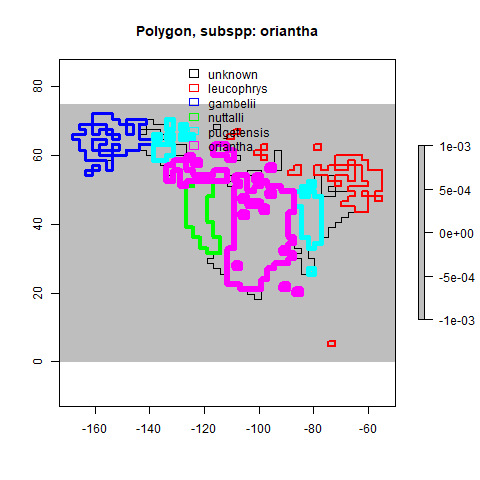 Polygon, subspp: oriantha
unknown
leucophrys
gambelii
nuttalli
pugetensis
oriantha
80
60
40
20
0
-160
-140
-120
-100
-80
-60
1e-03
5e-04
0e+00
-5e-04
-1e-03